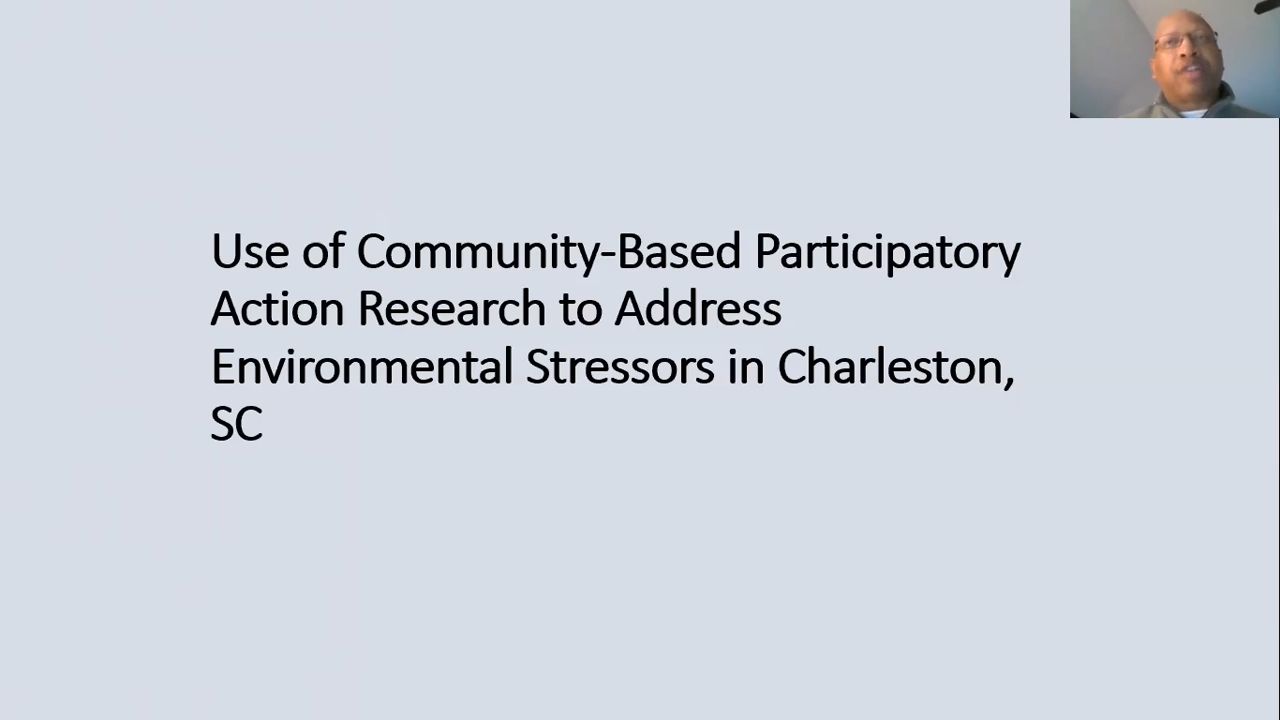 Use of Community-Based Participatory
Action Research to Address
Environmental Stressors in Charleston,
SC